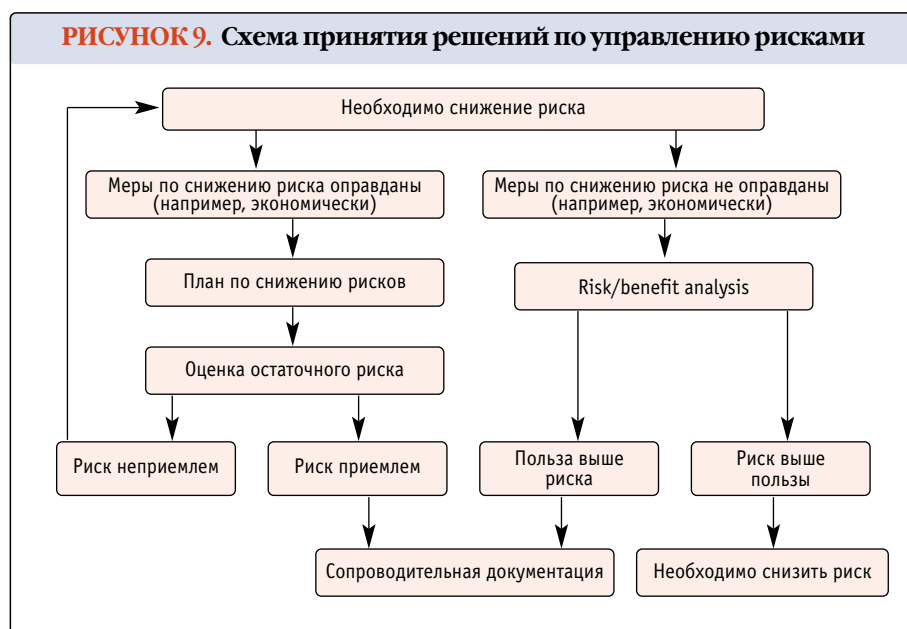 РИСУНОК 9. Схема принятия решений по управлению рисками
Необходимо снижение риска
Меры по снижению риска оправданы
(например, экономически)
Меры по снижению риска не оправданы
(например, экономически)
План по снижению рисков
Risk/benefit analysis
Оценка остаточного риска
Риск неприемлем
Риск приемлем
Польза выше
риска
Риск выше
пользы
Сопроводительная документация
Необходимо снизить риск